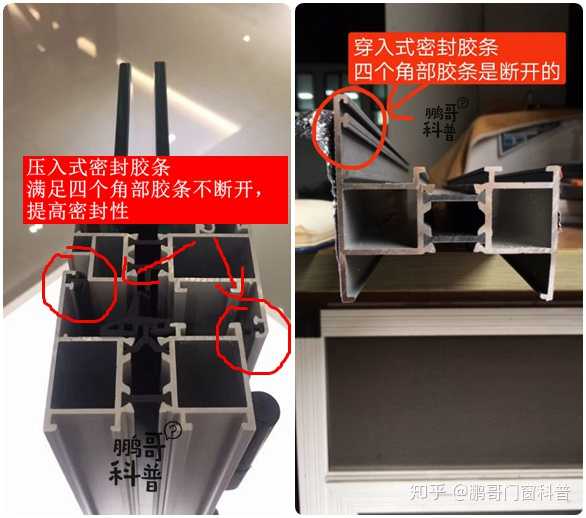 压入式密封胶条
满足四个角部胶条不断开，
提高密封性
鹏哥?
科普
穿入式密封胶条
四个角部胶条是断开的
鹏哥?
科普
知乎 @鹏哥门窗科普